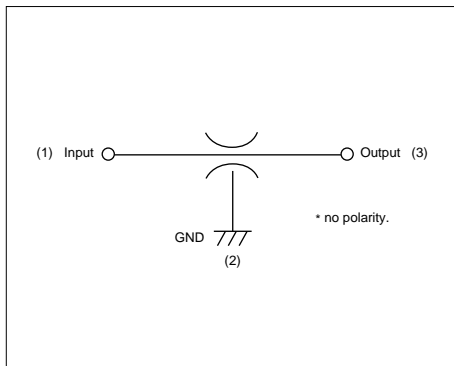 (1) Input Output (3)
* no polarity.
GND
(2)